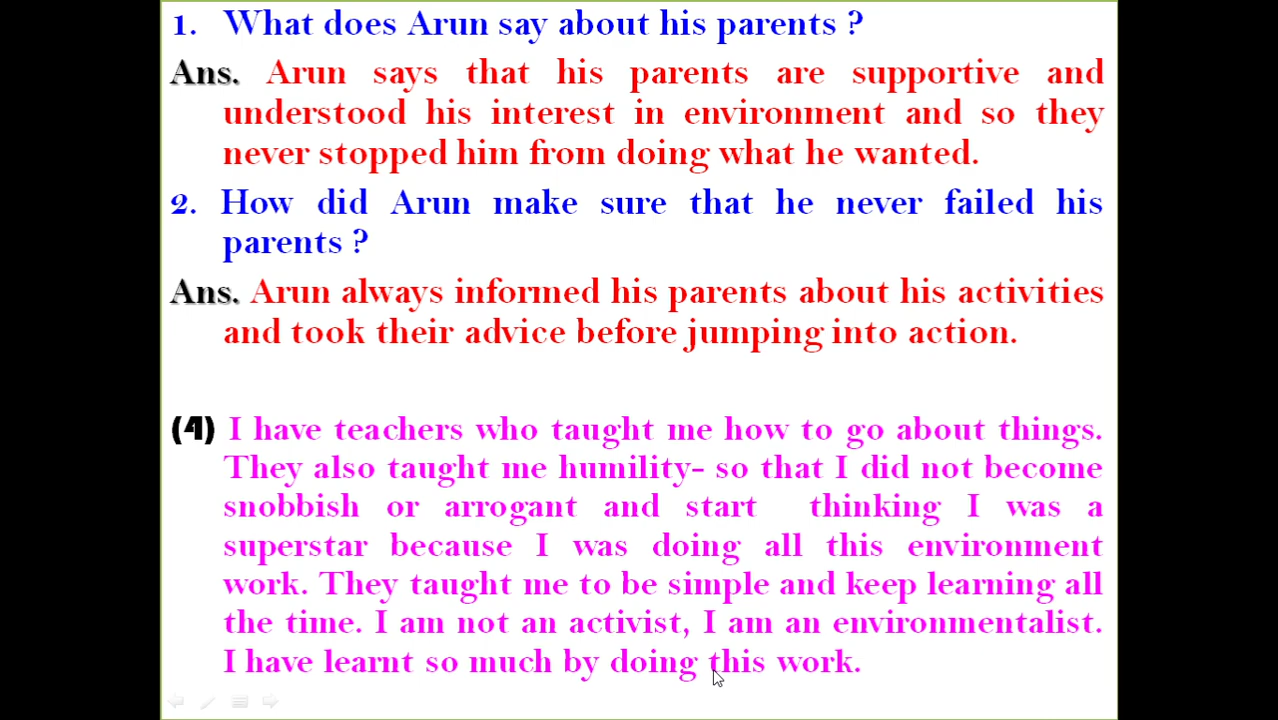 1. What does Arun say about his parents ?
Ans. Arun says that his parents are supportive and
understood his interest in environment and so they
never stopped him from doing what he wanted.
2. How did Arun make sure that he never failed his
parents ?
Ans. Arun always informed his parents about his activities
and took their advice before jumping into action.
(4) I have teachers who taught me how to go about things.
They also taught me humility- so that I did not become
snobbish or arrogant and start thinking I was a
superstar because I was doing all this environment
work. They taught me to be simple and keep learning all
the time. I am not an activist, I am an environmentalist.
I have learnt so much by doing this work.